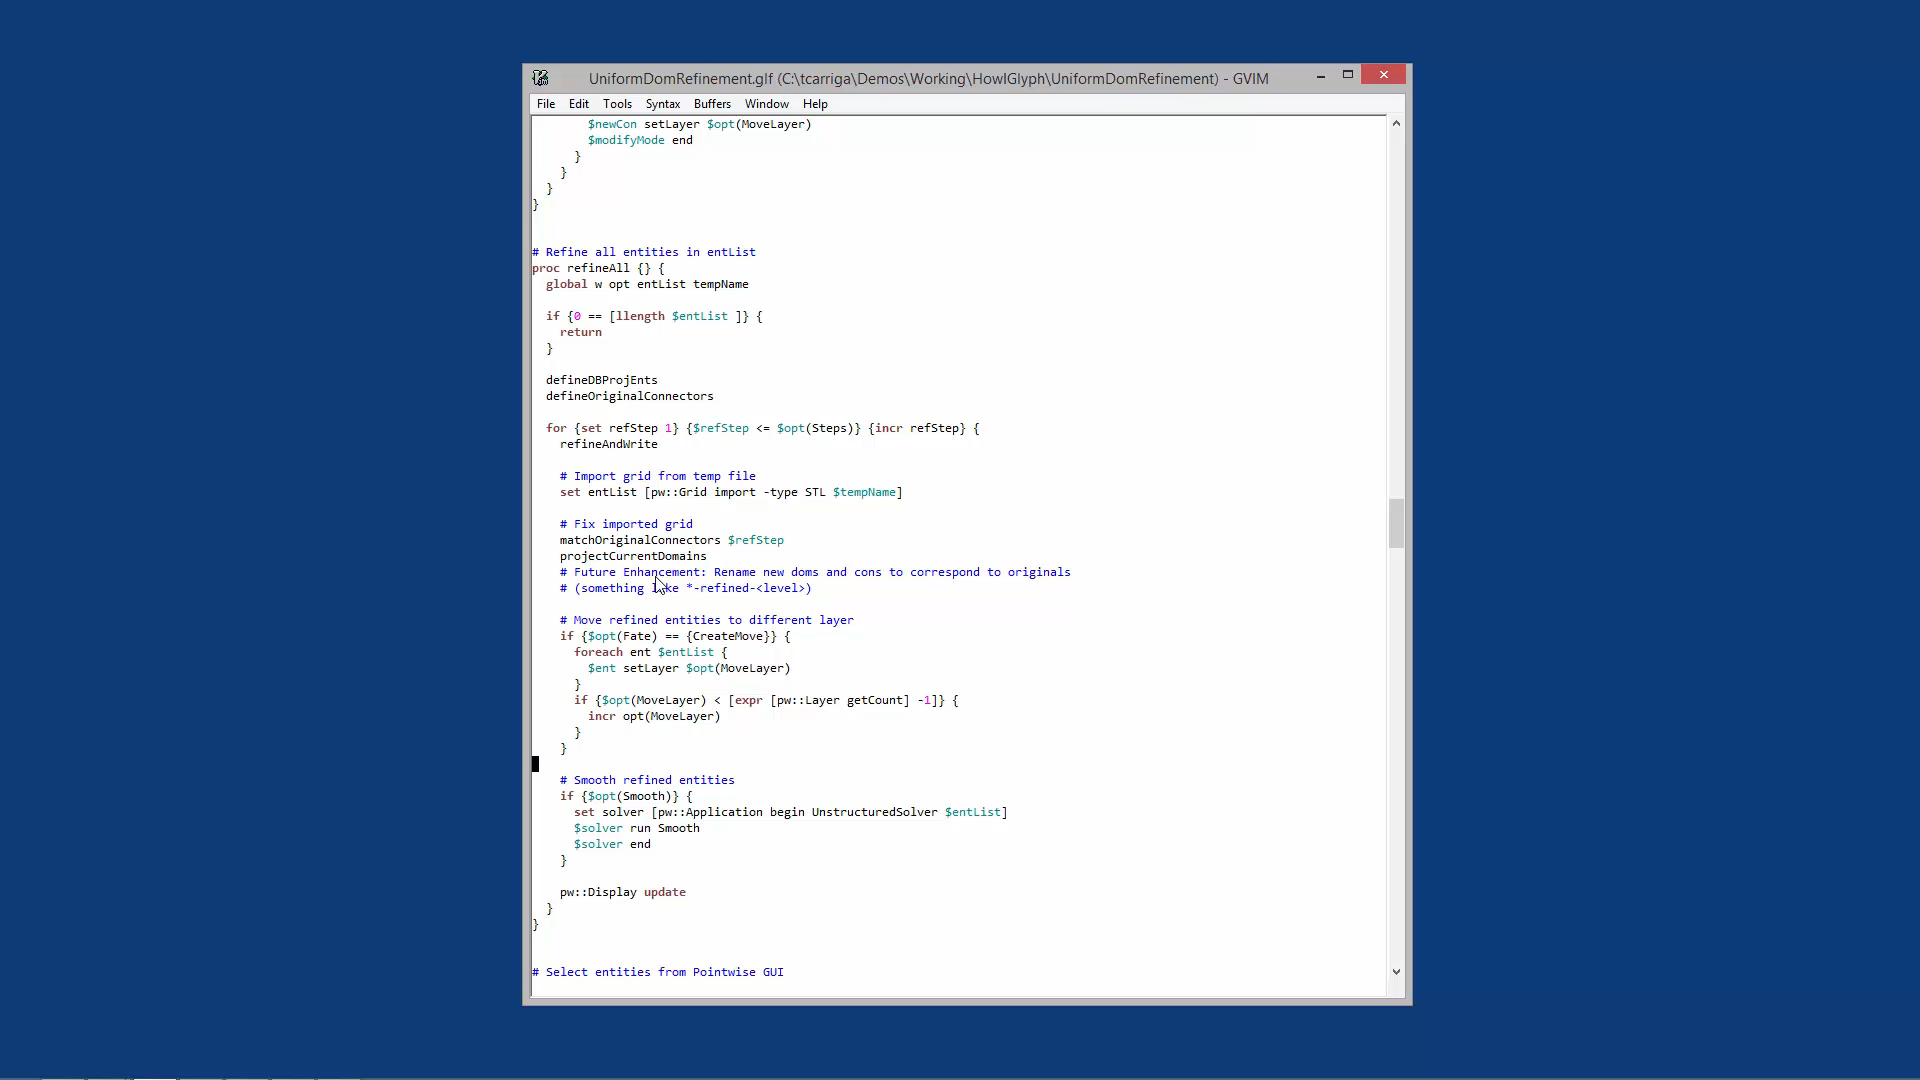 UniformDomRefinement.glf (C:\tcarriga\Demos\Working\HowIGlyph\UniformDomRefinement) - GVIM
File Edit Tools Syntax Buffers Window Help
$newCon setLayer $opt(MoveLayer)
$modifyMode end
}
}
}
}
# Refine all entities in entList
proc refineAll {} {
global w opt entList tempName
if {0 == [llength $entList ]} {
return
}
defineDBProjEnts
defineOriginalConnectors
for {set refStep 1} {$refStep <= $opt(Steps)} {incr refStep} {
refineAndWrite
# Import grid from temp file
set entList [pw::Grid import -type STL $tempName]
# Fix imported grid
matchOriginalConnectors $refStep
projectCurrentDomains
# Future Enhancement: Rename new doms and cons to correspond to originals
# (something like *-refined-<level>)
# Move refined entities to different layer
if {$opt(Fate) == {CreateMove}} {
foreach ent $entList {
$ent setLayer $opt(MoveLayer)
}
if {$opt(MoveLayer) < [expr [pw::Layer getCount] -1]} {
incr opt(MoveLayer)
}
}
# Smooth refined entities
if {$opt(Smooth)} {
set solver [pw::Application begin UnstructuredSolver $entList]
$solver run Smooth
$solver end
}
pw::Display update
}
}
# Select entities from Pointwise GUI